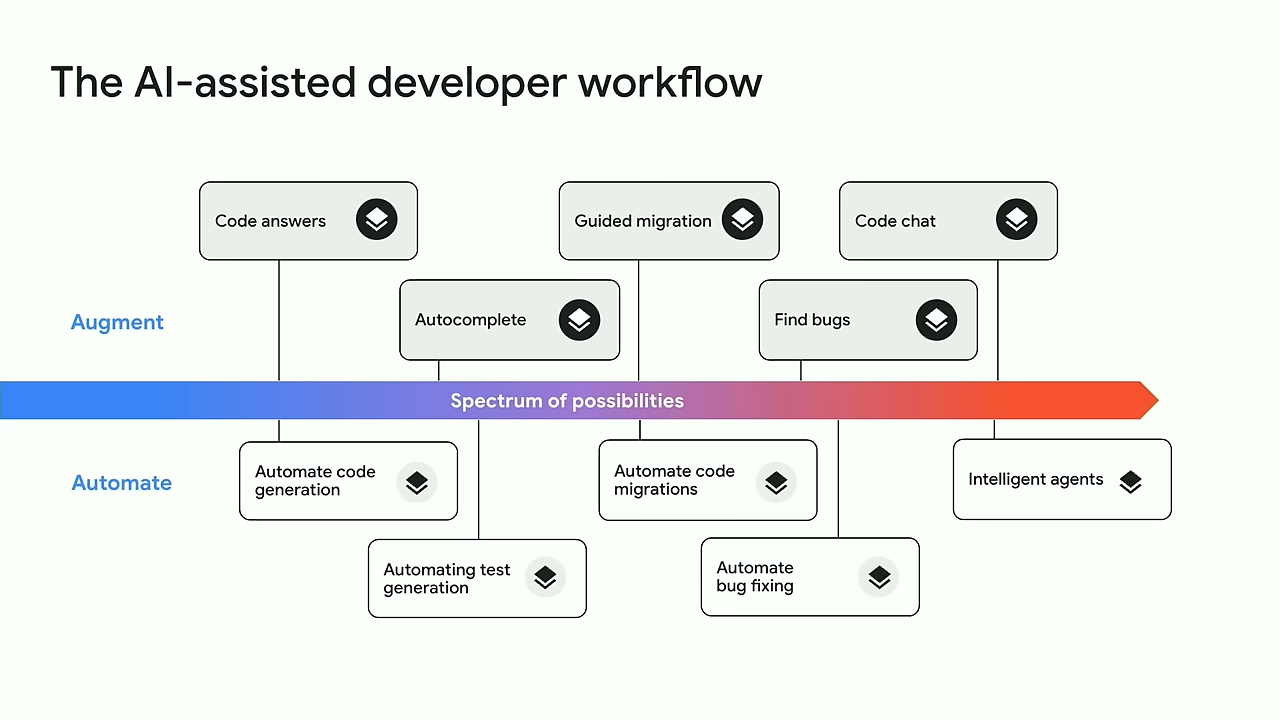 The AI-assisted developer workflow
Code answers
Guided migration
Code chat
Autocomplete
Find bugs
Augment
Spectrum of possibilities
Automate
Automate code
generation
Automate code
migrations
Intelligent agents
Automating test
generation
Automate
bug fixing